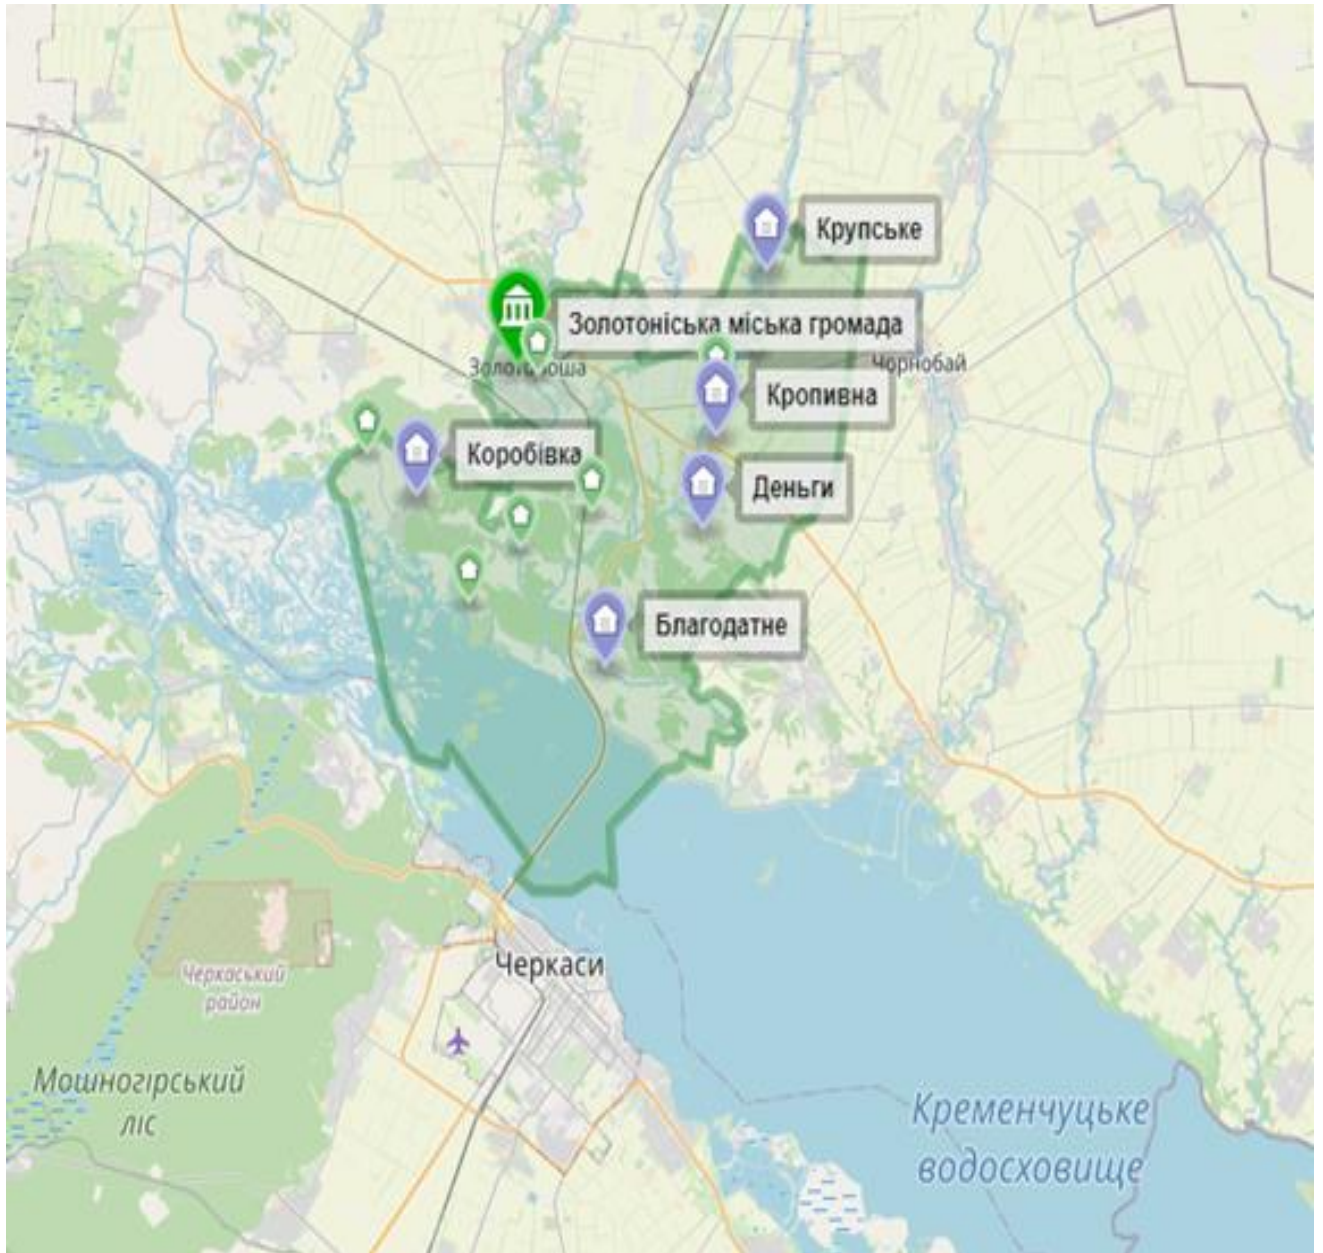 Крупське
Золотоніська міська громада
Чорнобай
Кропивна
Коробівка
Деньги
Благодатне
Черкаси
Черкаський
район
Мошногірський
ліс
Кременчуцьке
водосховище